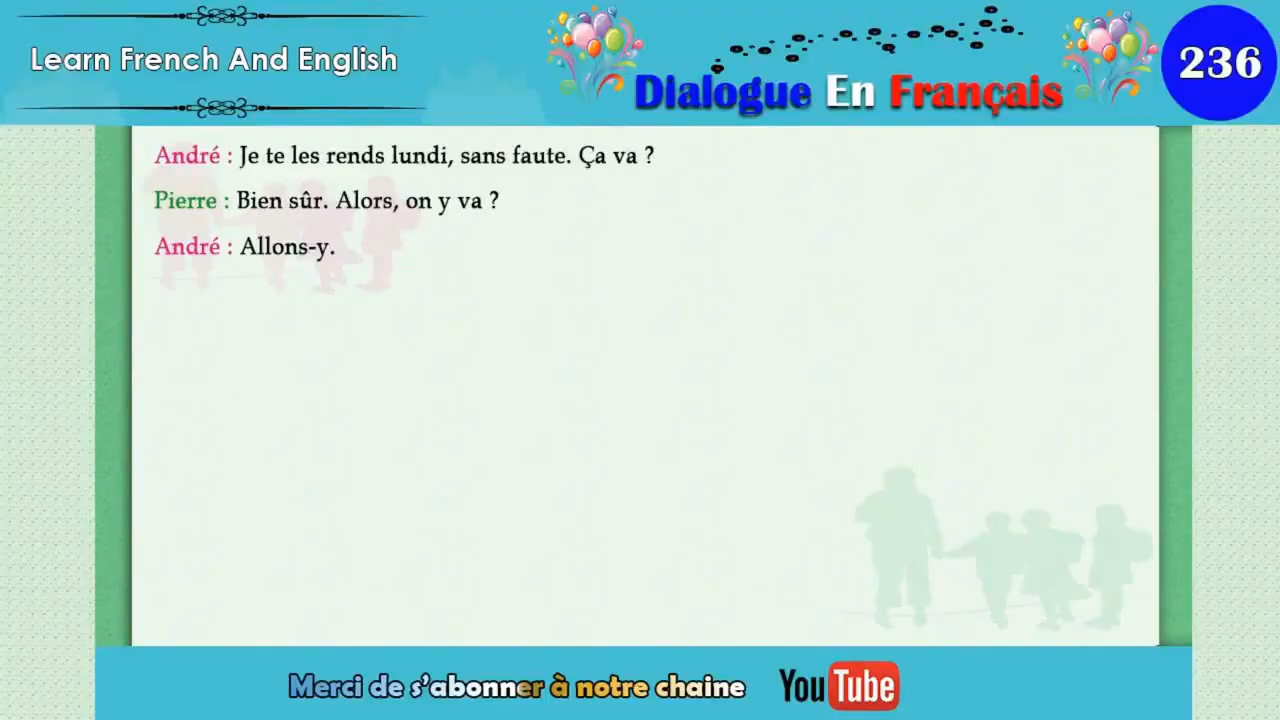 Learn French And English
Dialogue En Français
236
André : Je te les rends lundi, sans faute. Ça va ?
Pierre : Bien sûr. Alors, on y va ?
André : Allons-y.
Merci de s'abonner à notre chaine
YouTube